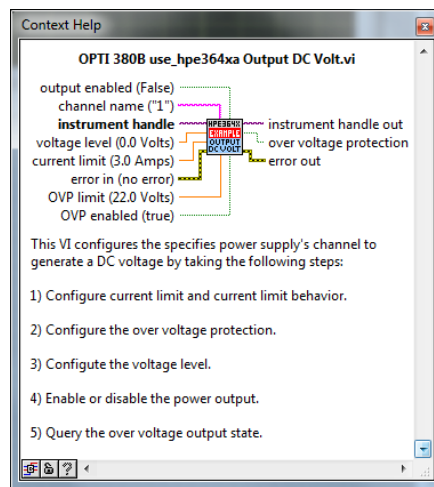 Context Help
OPTI 380B use_hpe364xa Output DC Volt.vi
output enabled (False)
channel name ("1")
instrument handle
voltage level (0.0 Volts)
current limit (3.0 Amps)
error in (no error)
OVP limit (22.0 Volts)
OVP enabled (true)
HPE364X
EXAMPLE
OUTPUT
DC VOLT
instrument handle out
over voltage protection
error out
This VI configures the specifies power supply's channel to
generate a DC voltage by taking the following steps:
1) Configure current limit and current limit behavior.
2) Configure the over voltage protection.
3) Configute the voltage level.
4) Enable or disable the power output.
5) Query the over voltage output state.
?